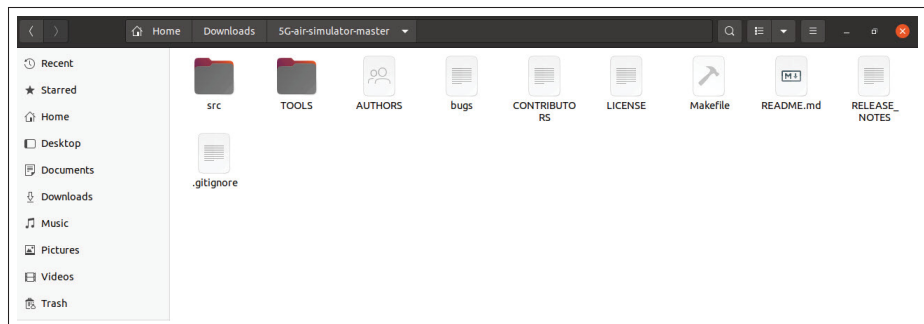 Home Downloads 5G-air-simulator-master
Recent
Starred
Home
Desktop
Documents
Downloads
Music
Pictures
Videos
Trash
src TOOLS AUTHORS bugs CONTRIBUTO LICENSE Makefile README.md RELEASE_
RS NOTES
M
.gitignore